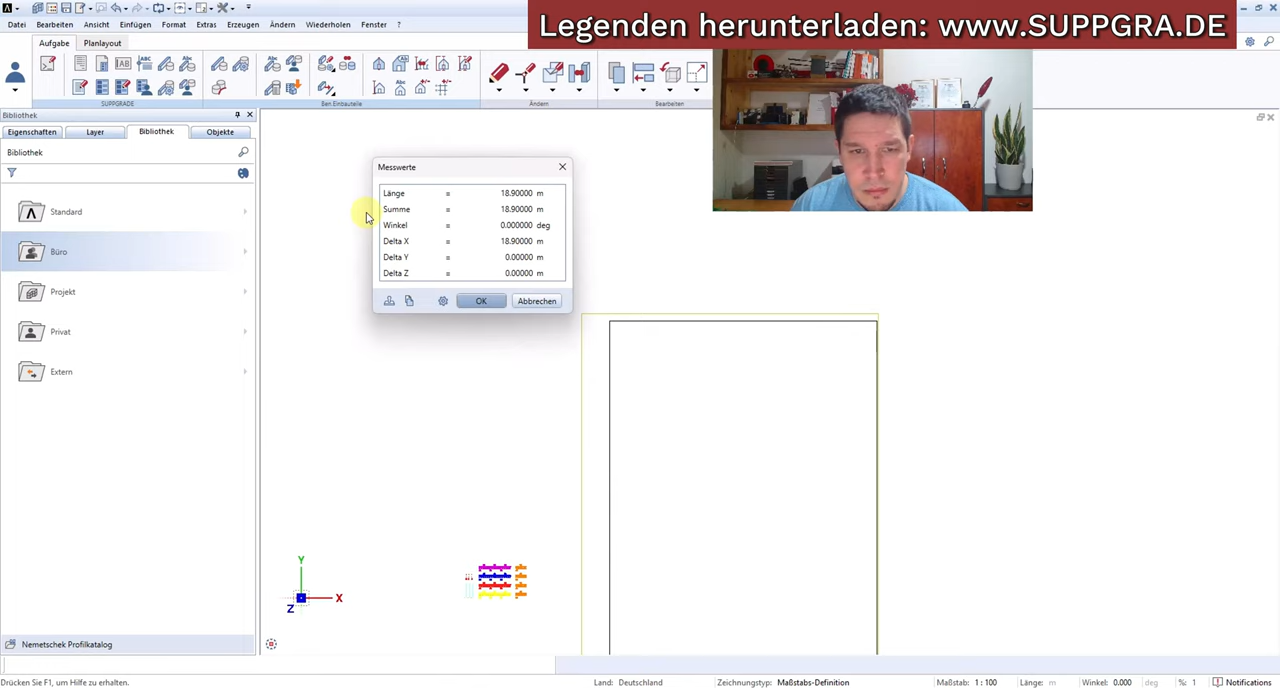 Legenden herunterladen: www.SUPPGRA.DE
Datei Bearbeiten Ansicht Einfügen Format Extras Erzeugen Ändern Wiederholen Fenster ?
Aufgabe Planlayout
SUPPGRADE Ben.Einbauteile Ändern Bearbeiten
Bibliothek
Eigenschaften Layer Bibliothek Objekte
Bibliothek
Standard
Büro
Projekt
Privat
Extern
Nemetschek Profilkatalog
Messwerte
Länge = 18.90000 m
Summe = 18.90000 m
Winkel = 0.000000 deg
Delta X = 18.90000 m
Delta Y = 0.00000 m
Delta Z = 0.00000 m
OK Abbrechen
Y
Z X
Drücken Sie F1, um Hilfe zu erhalten. Land: Deutschland Zeichnungstyp: Maßstabs-Definition Maßstab: 1 : 100 Länge: m Winkel: 0.000 deg %: 1 Notifications